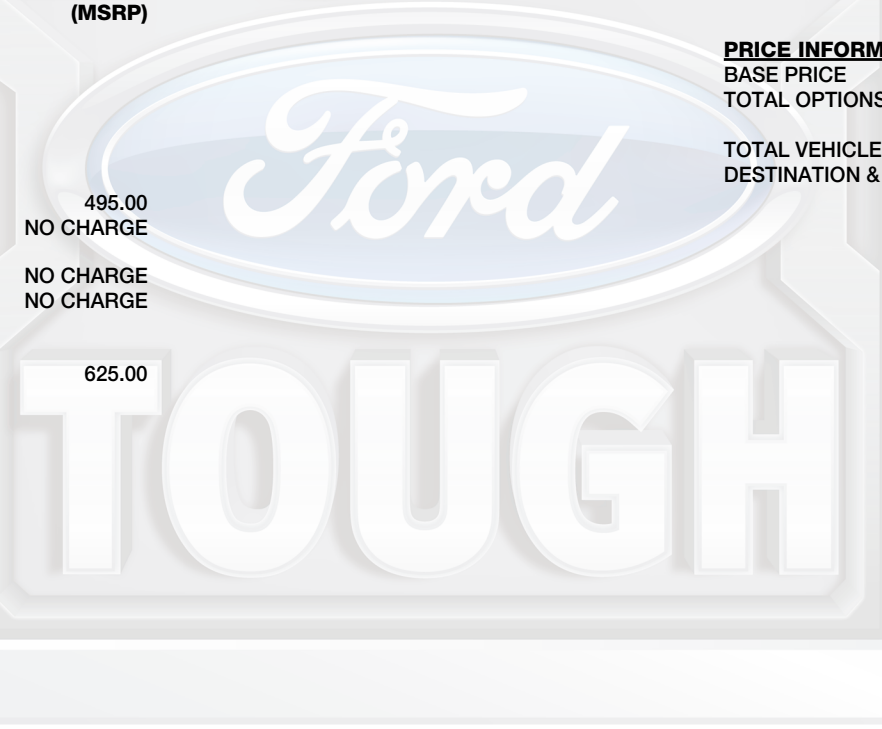 (MSRP)
495.00
NO CHARGE
NO CHARGE
NO CHARGE
625.00
PRICE INFORM
BASE PRICE
TOTAL OPTIONS
TOTAL VEHICLE
DESTINATION &
Ford
TOUGH